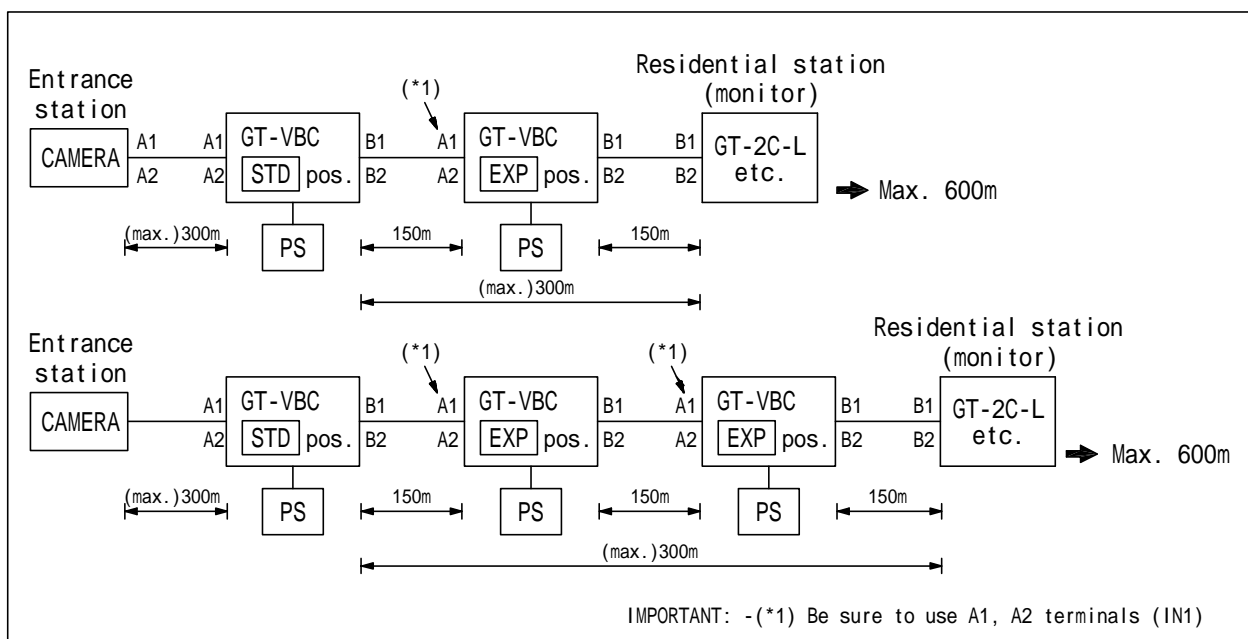 Entrance
station
CAMERA
A1
A2
A1
A2
GT-VBC
STD pos.
PS
B1
B2
(*1)
A1
A2
GT-VBC
EXP pos.
PS
B1
B2
B1
B2
Residential station
(monitor)
GT-2C-L
etc.
Max. 600m
(max.)300m
150m
150m
(max.)300m
Entrance
station
CAMERA
A1
A2
GT-VBC
STD pos.
PS
B1
B2
(*1)
A1
A2
GT-VBC
EXP pos.
PS
B1
B2
(*1)
A1
A2
GT-VBC
EXP pos.
PS
B1
B2
B1
B2
Residential station
(monitor)
GT-2C-L
etc.
Max. 600m
(max.)300m
150m
150m
150m
(max.)300m
IMPORTANT: -(*1) Be sure to use A1, A2 terminals (IN1)